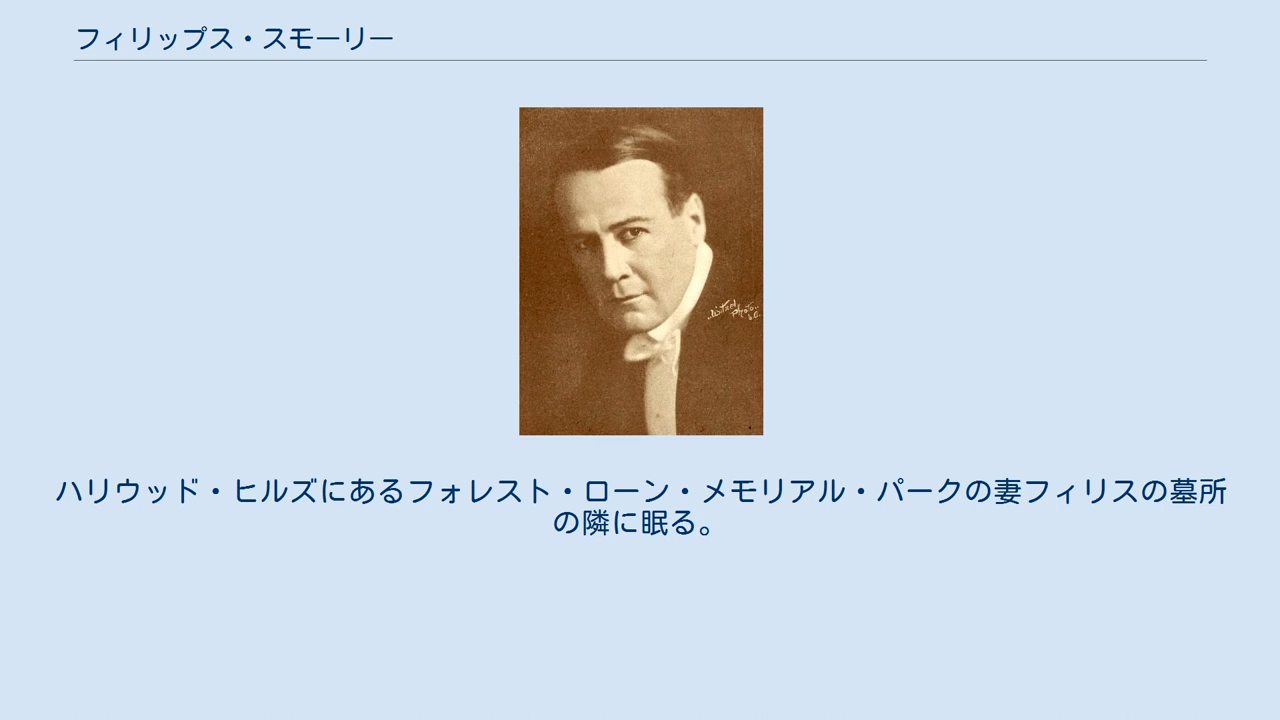 フィリップス・スモーリー
Witzel
Photo
ハリウッド・ヒルズにあるフォレスト・ローン・メモリアル・パークの妻フィリスの墓所
の隣に眠る。